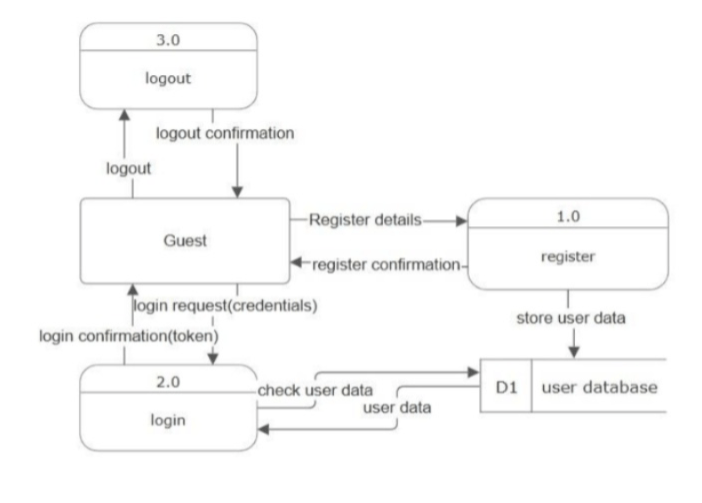 3.0
logout
logout confirmation
logout
Guest
Register details
1.0
register confirmation
register
login request(credentials)
store user data
login confirmation(token)
2.0
check user data
D1
user database
user data
login